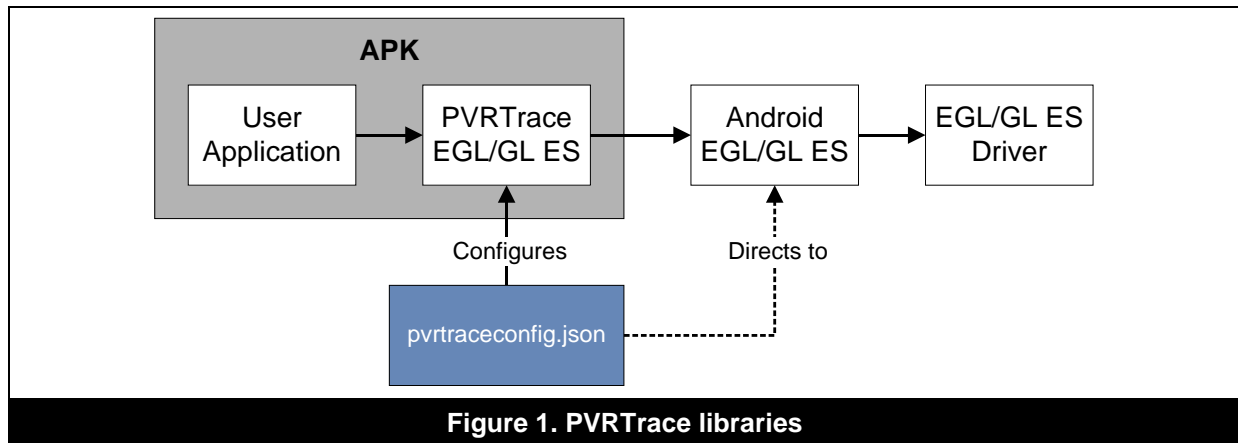 APK
User
Application
PVRTrace
EGL/GL ES
Android
EGL/GL ES
EGL/GL ES
Driver
Configures
Directs to
pvrtraceconfig.json
Figure 1. PVRTrace libraries